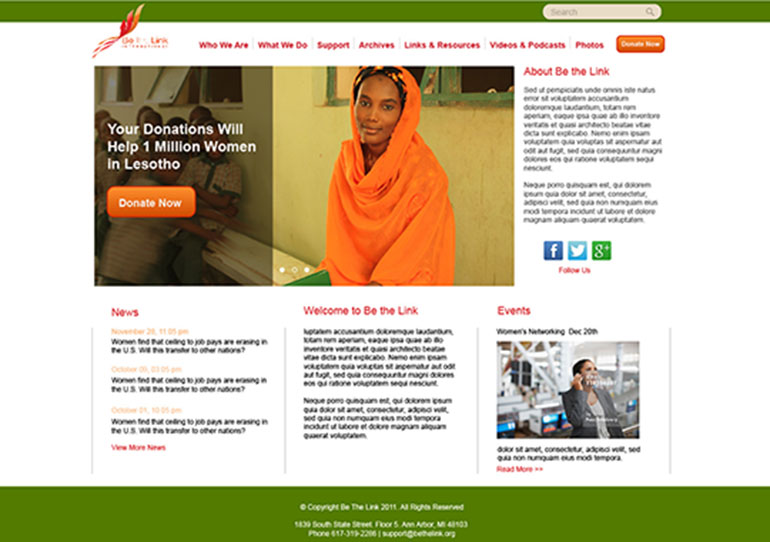 Search
Be The Link
INTERNATIONAL
Who We Are
What We Do
Support
Archives
Links & Resources
Videos & Podcasts
Photos
Donate Now
Your Donations Will
Help 1 Million Women
in Lesotho
Donate Now
About Be the Link
Sed ut perspiciatis unde omnis iste natus
error sit voluptatem accusantium
doloremque laudantium, totam rem
aperiam, eaque ipsa quae ab illo inventore
veritatis et quasi architecto beatae vitae
dicta sunt explicabo. Nemo enim ipsam
voluptatem quia voluptas sit aspernatur aut
odit aut fugit, sed quia consequuntur magni
dolores eos qui ratione voluptatem sequi
nesciunt.
Neque porro quisquam est, qui dolorem
ipsum quia dolor sit amet, consectetur,
adipisci velit, sed quia non numquam eius
modi tempora incidunt ut labore et dolore
magnam aliquam quaerat voluptatem.
Follow Us
News
November 28, 11:05 pm
Women find that ceiling to job pays are erasing in
the U.S. Will this transfer to other nations?
October 09, 03:05 pm
Women find that ceiling to job pays are erasing in
the U.S. Will this transfer to other nations?
October 01, 10:05 pm
Women find that ceiling to job pays are erasing in
the U.S. Will this transfer to other nations?
View More News
Welcome to Be the Link
luptatem accusantium doloremque laudantium,
totam rem aperiam, eaque ipsa quae ab illo
inventore veritatis et quasi architecto beatae
vitae dicta sunt explicabo. Nemo enim ipsam
voluptatem quia voluptas sit aspernatur aut odit
aut fugit, sed quia consequuntur magni dolores
eos qui ratione voluptatem sequi nesciunt.
Neque porro quisquam est, qui dolorem ipsum
quia dolor sit amet, consectetur, adipisci velit,
sed quia non numquam eius modi tempora
incidunt ut labore et dolore magnam aliquam
quaerat voluptatem.
Events
Women's Networking Dec 20th
dolor sit amet, consectetur, adipisci velit, sed
quia non numquam eius modi tempora.
Read More >>
© Copyright Be The Link 2011. All Rights Reserved
1839 South State Street. Floor 5. Ann Arbor, MI 48103
Phone 617-319-2286 | support@bethelink.org